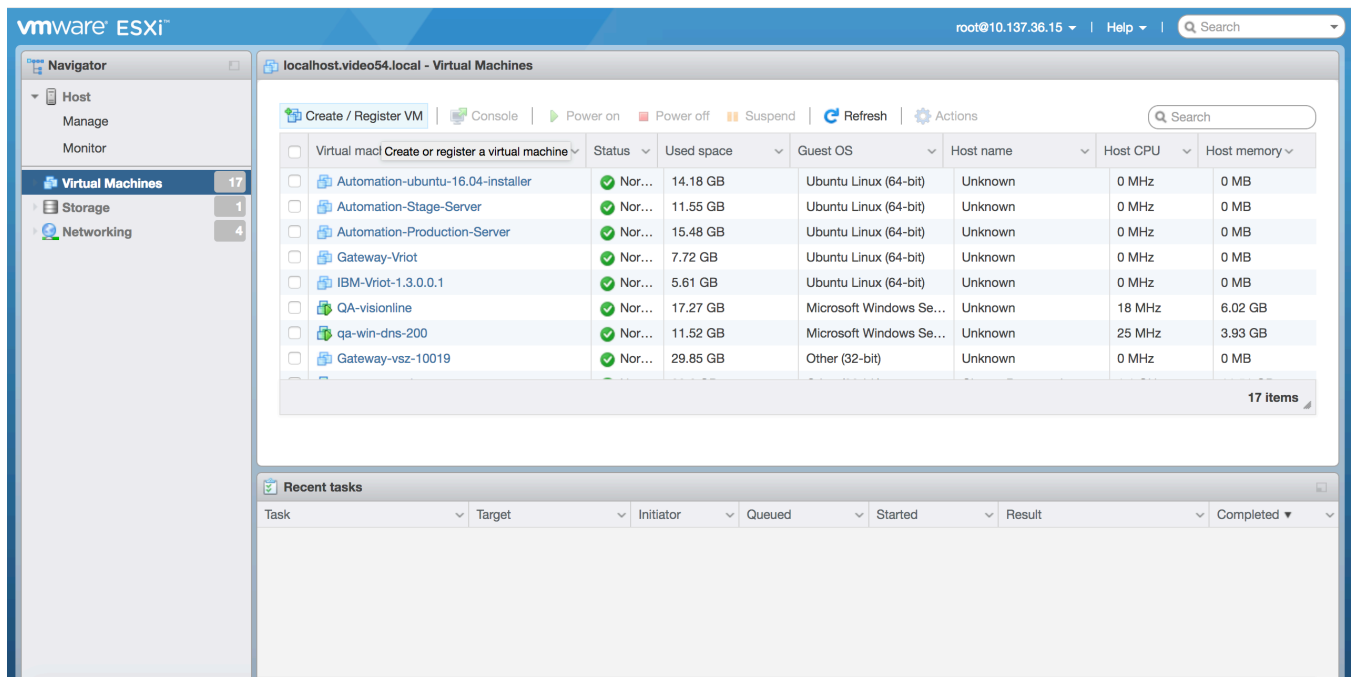 vmware ESXi™
root@10.137.36.15 | Help | Search
Navigator
Host
Manage
Monitor
Virtual Machines 17
Storage 1
Networking 4
localhost.video54.local - Virtual Machines
Create / Register VM | Console | Power on Power off Suspend | Refresh | Actions Search
Virtual mac Create or register a virtual machine Status Used space Guest OS Host name Host CPU Host memory
Automation-ubuntu-16.04-installer Nor... 14.18 GB Ubuntu Linux (64-bit) Unknown 0 MHz 0 MB
Automation-Stage-Server Nor... 11.55 GB Ubuntu Linux (64-bit) Unknown 0 MHz 0 MB
Automation-Production-Server Nor... 15.48 GB Ubuntu Linux (64-bit) Unknown 0 MHz 0 MB
Gateway-Vriot Nor... 7.72 GB Ubuntu Linux (64-bit) Unknown 0 MHz 0 MB
IBM-Vriot-1.3.0.0.1 Nor... 5.61 GB Ubuntu Linux (64-bit) Unknown 0 MHz 0 MB
QA-visionline Nor... 17.27 GB Microsoft Windows Se... Unknown 18 MHz 6.02 GB
qa-win-dns-200 Nor... 11.52 GB Microsoft Windows Se... Unknown 25 MHz 3.93 GB
Gateway-vsz-10019 Nor... 29.85 GB Other (32-bit) Unknown 0 MHz 0 MB
17 items
Recent tasks
Task Target Initiator Queued Started Result Completed ▼